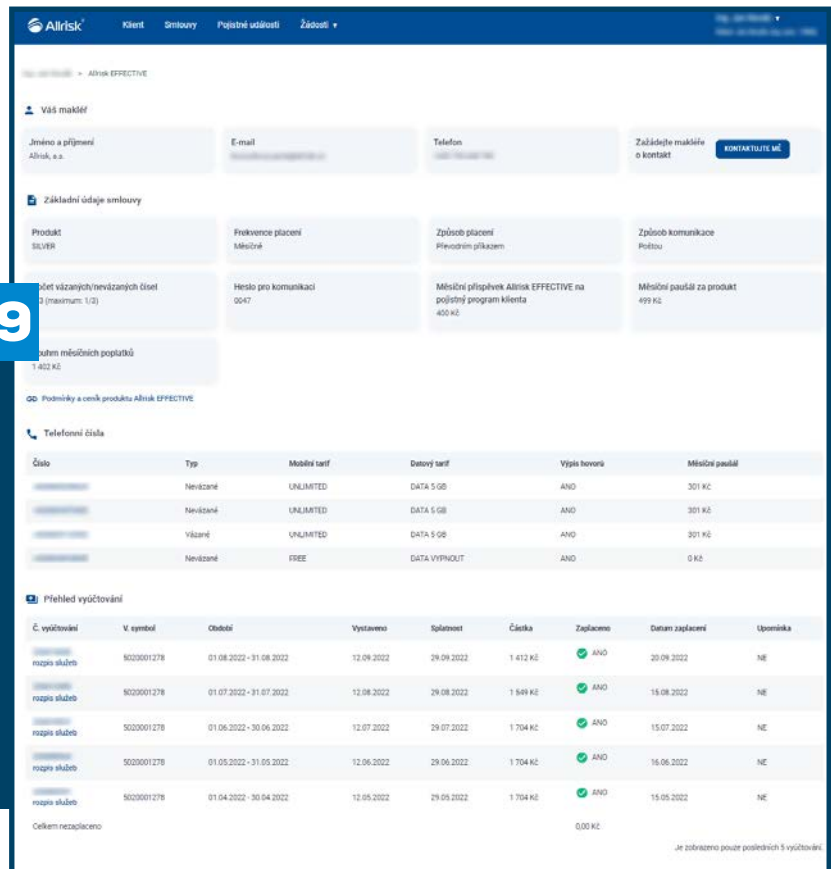 Allrisk Klient Smlouvy Pojistné události Žádosti
> Allrisk EFFECTIVE
Váš makléř
Jméno a příjmení E-mail Telefon Zažádejte makléře
o kontakt
KONTAKTUJTE MĚ
Allrisk, a.s.
Základní údaje smlouvy
Produkt Frekvence placení Způsob placení Způsob komunikace
SILVER Měsíčně Převodním příkazem Poštou
očet vázaných/nevázaných čísel Heslo pro komunikaci Měsíční příspěvek Allrisk EFFECTIVE na Měsíční paušál za produkt
pojistný program klienta
3 (maximum: 1/3) 0047 400 Kč 499 Kč
9
ouhrn měsíčních poplatků
1 402 Kč
Podmínky a ceník produktu Allrisk EFFECTIVE
Telefonní čísla
Číslo Typ Mobilní tarif Datový tarif Výpis hovorů Měsíční paušál
Nevázané UNLIMITED DATA 5 GB ANO 301 Kč
Nevázané UNLIMITED DATA 5 GB ANO 301 Kč
Vázané UNLIMITED DATA 5 GB ANO 301 Kč
Nevázané FREE DATA VYPNOUT ANO 0 Kč
Přehled vyúčtování
Č. vyúčtování V. symbol Období Vystaveno Splatnost Částka Zaplaceno Datum zaplacení Upomínka
rozpis služeb 5020001278 01.08.2022 - 31.08.2022 12.09.2022 29.09.2022 1 412 Kč ANO 20.09.2022 NE
rozpis služeb 5020001278 01.07.2022 - 31.07.2022 12.08.2022 29.08.2022 1 549 Kč ANO 15.08.2022 NE
rozpis služeb 5020001278 01.06.2022 - 30.06.2022 12.07.2022 29.07.2022 1 704 Kč ANO 15.07.2022 NE
rozpis služeb 5020001278 01.05.2022 - 31.05.2022 12.06.2022 29.06.2022 1 704 Kč ANO 16.06.2022 NE
rozpis služeb 5020001278 01.04.2022 - 30.04.2022 12.05.2022 29.05.2022 1 704 Kč ANO 15.05.2022 NE
Celkem nezaplaceno 0,00 Kč
Je zobrazeno pouze posledních 5 vyúčtování.